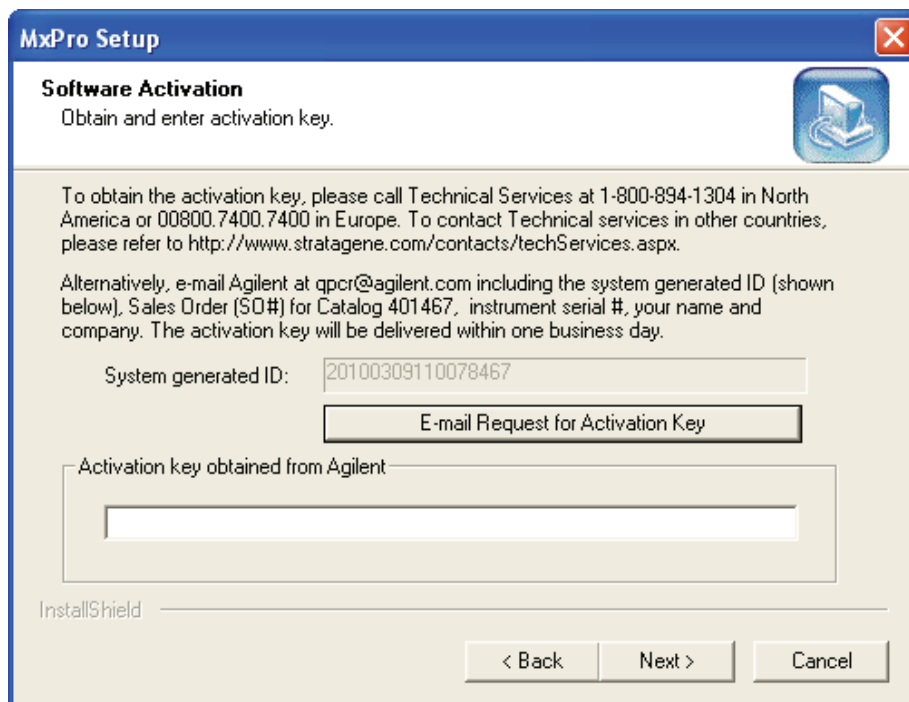 MxPro Setup
Software Activation
Obtain and enter activation key.
To obtain the activation key, please call Technical Services at 1-800-894-1304 in North
America or 00800.7400.7400 in Europe. To contact Technical services in other countries,
please refer to http://www.stratagene.com/contacts/techServices.aspx.
Alternatively, e-mail Agilent at qpcr@agilent.com including the system generated ID (shown
below), Sales Order (SO#) for Catalog 401467,  instrument serial #, your name and
company. The activation key will be delivered within one business day.
System generated ID: 20100309110078467
E-mail Request for Activation Key
Activation key obtained from Agilent
InstallShield
< Back Next > Cancel